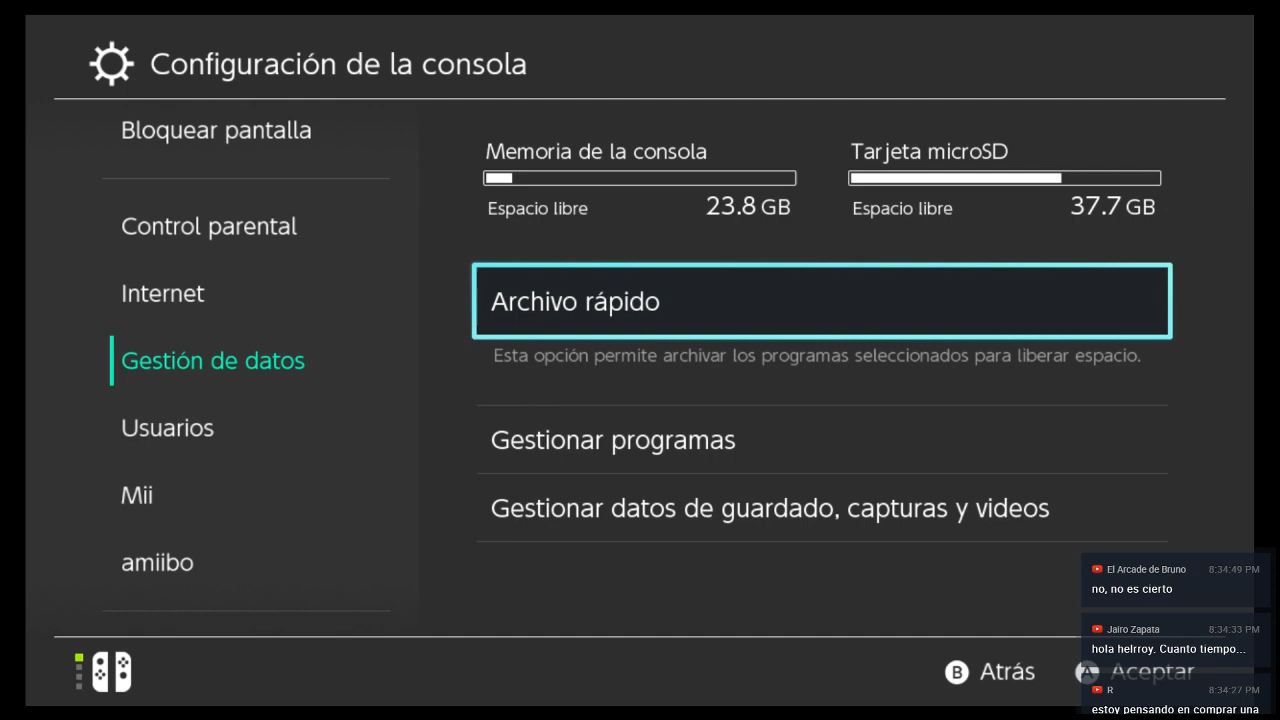 Configuración de la consola
Bloquear pantalla
Control parental
Internet
Gestión de datos
Usuarios
Mii
amiibo
Memoria de la consola
Espacio libre 23.8 GB
Tarjeta microSD
Espacio libre 37.7 GB
Archivo rápido
Esta opción permite archivar los programas seleccionados para liberar espacio.
Gestionar programas
Gestionar datos de guardado, capturas y videos
El Arcade de Bruno 8:34:49 PM
no, no es cierto
Jairo Zapata 8:34:33 PM
hola helrroy. Cuanto tiempo...
R 8:34:27 PM
estoy pensando en comprar una
B Atrás
A Aceptar